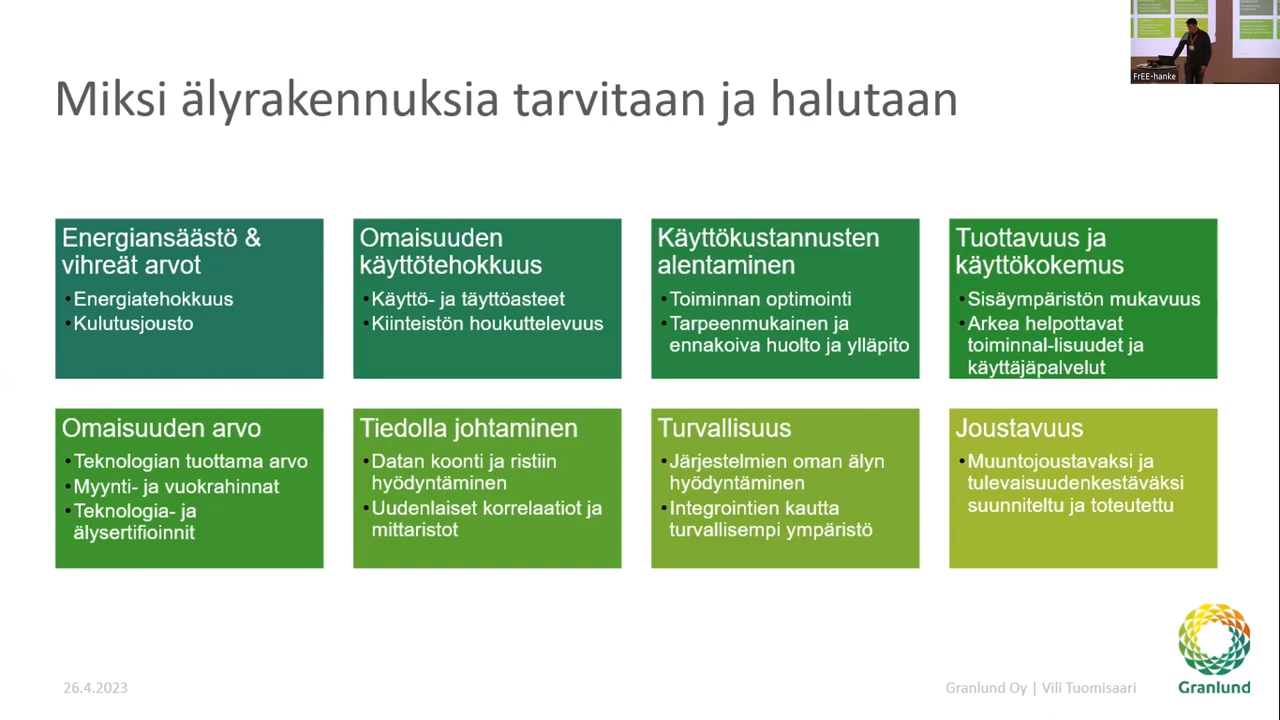 FrEE-hanke
Miksi älyrakennuksia tarvitaan ja halutaan
Energiansäästö &
vihreät arvot
•Energiatehokkuus
•Kulutusjousto
Omaisuuden
käyttötehokkuus
•Käyttö- ja täyttöasteet
•Kiinteistön houkuttelevuus
Käyttökustannusten
alentaminen
•Toiminnan optimointi
•Tarpeenmukainen ja
ennakoiva huolto ja ylläpito
Tuottavuus ja
käyttökokemus
•Sisäympäristön mukavuus
•Arkea helpottavat
toiminnal-lisuudet ja
käyttäjäpalvelut
Omaisuuden arvo
•Teknologian tuottama arvo
•Myynti- ja vuokrahinnat
•Teknologia- ja
älysertifioinnit
Tiedolla johtaminen
•Datan koonti ja ristiin
hyödyntäminen
•Uudenlaiset korrelaatiot ja
mittaristot
Turvallisuus
•Järjestelmien oman älyn
hyödyntäminen
•Integrointien kautta
turvallisempi ympäristö
Joustavuus
•Muuntojoustavaksi ja
tulevaisuudenkestäväksi
suunniteltu ja toteutettu
26.4.2023
Granlund Oy | Vili Tuomisaari
Granlund